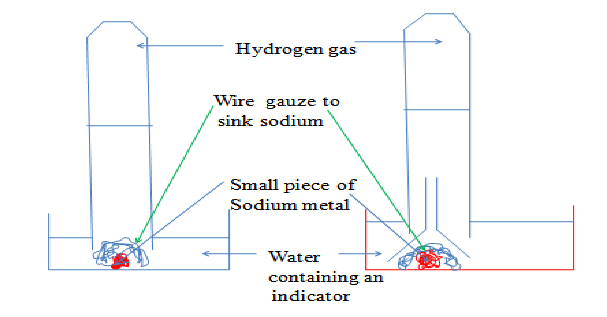 Hydrogen gas
Wire gauze to
sink sodium
Small piece of
Sodium metal
Water
containing an
indicator